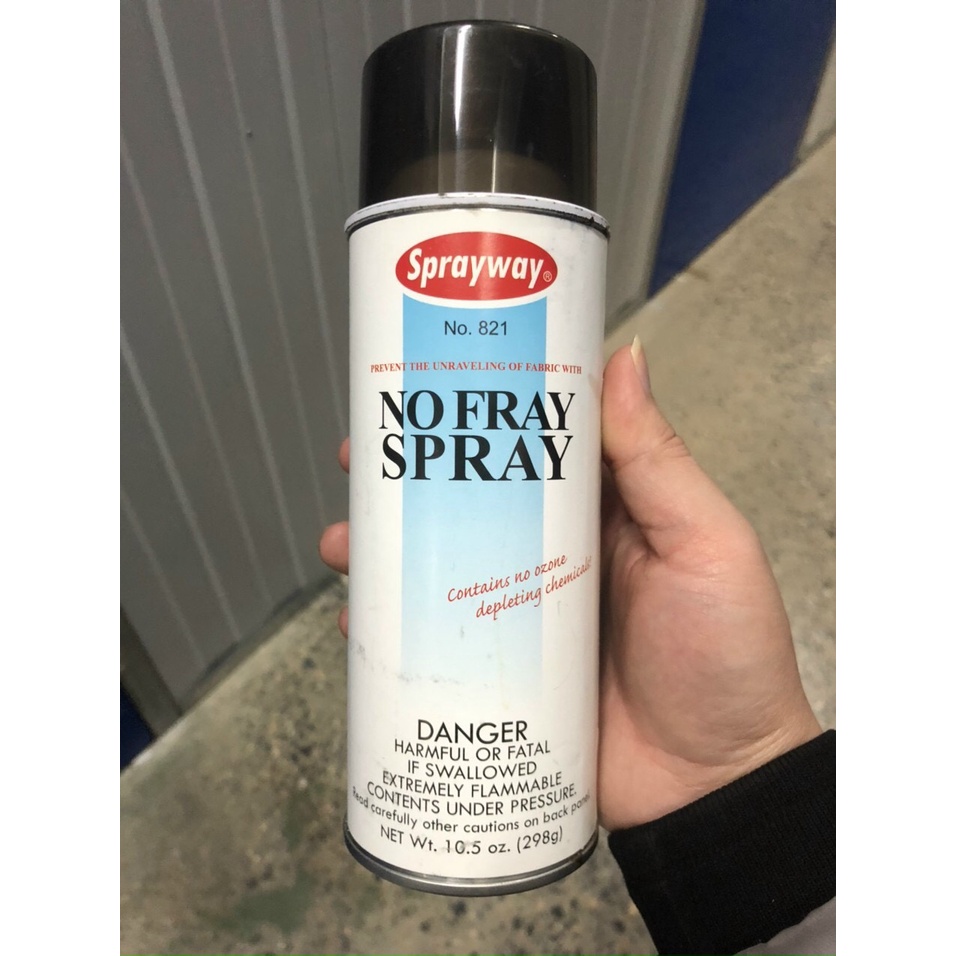 Sprayway®
No. 821
PREVENT THE UNRAVELING OF FABRIC WITH
NO FRAY
SPRAY
Contains no ozone
depleting chemicals!
DANGER
HARMFUL OR FATAL
IF SWALLOWED
EXTREMELY FLAMMABLE
CONTENTS UNDER PRESSURE.
Read carefully other cautions on back panel.
NET Wt. 10.5 oz. (298g)